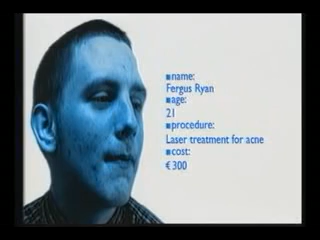 name:
Fergus Ryan
age:
21
procedure:
Laser treatment for acne
cost:
€300